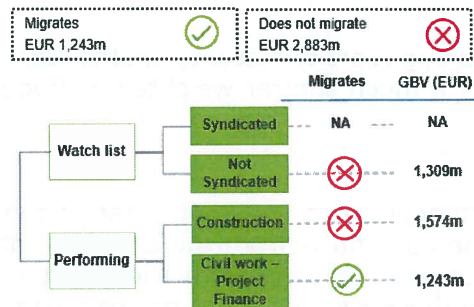 Migrates
EUR 1,243m
Does not migrate
EUR 2,883m
Migrates GBV (EUR)
Syndicated NA NA
Watch list
Not Syndicated 1,309m
Construction 1,574m
Performing
Civil work – Project Finance 1,243m